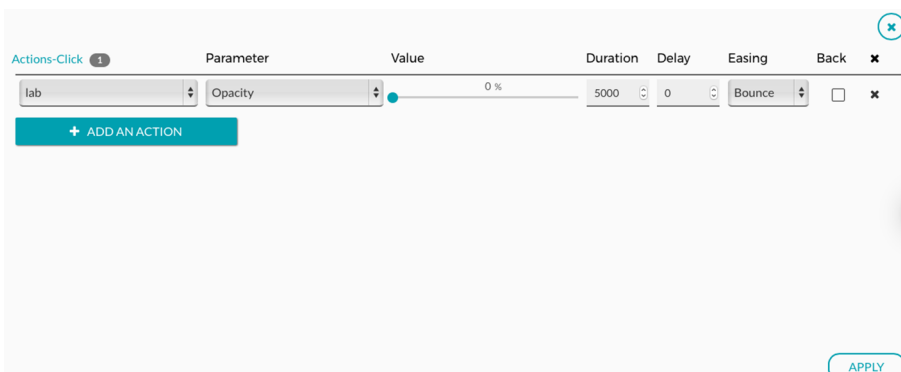 Actions-Click 1 Parameter Value Duration Delay Easing Back
lab Opacity 0 % 5000 0 Bounce
+ ADD AN ACTION
APPLY